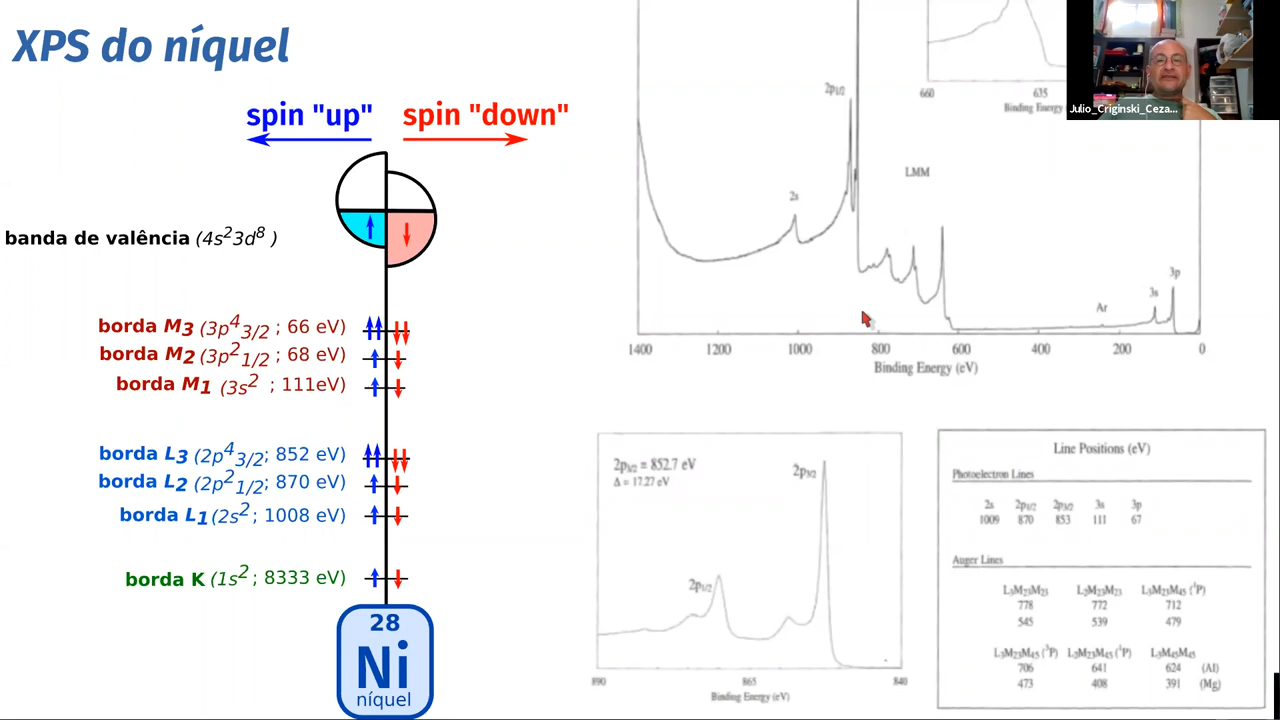 XPS do níquel
spin "up" spin "down"
banda de valência (4s²3d⁸ )
borda M₃ (3p⁴₃/₂ ; 66 eV)
borda M₂ (3p²₁/₂ ; 68 eV)
borda M₁ (3s² ; 111eV)
borda L₃ (2p⁴₃/₂; 852 eV)
borda L₂ (2p²₁/₂; 870 eV)
borda L₁ (2s² ; 1008 eV)
borda K (1s² ; 8333 eV)
28
Ni
níquel
660 635
Binding Energy
Julio_Criginski_Ceza...
2p₁/₂
LMM
2s
3p
3s
Ar
1400 1200 1000 800 600 400 200 0
Binding Energy (eV)
2p₃/₂ = 852.7 eV
Δ = 17.27 eV
2p₃/₂
2p₁/₂
890 865 840
Binding Energy (eV)
Line Positions (eV)
Photoelectron Lines
2s 2p₁/₂ 2p₃/₂ 3s 3p
1009 870 853 111 67
Auger Lines
L₃M₂₃M₂₃ L₂M₂₃M₂₃ L₃M₂₃M₄₅ (¹P)
778 772 712
545 539 479
L₃M₂₃M₄₅ (³P) L₂M₂₃M₄₅ (¹P) L₃M₄₅M₄₅
706 641 624 (Al)
473 408 391 (Mg)